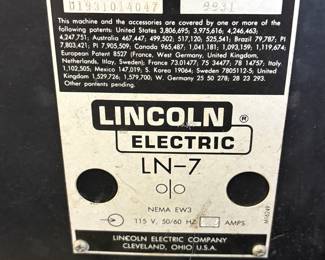 U1931014047 9931
This machine and the accessories are covered by one or more of the
following patents: United States 3,806,695, 3,975,616; 4,246,463;
4,247,751; Australia 467,447, 499,502; 517,120, 525,541; Brazil 79,787; PI
7,803,421; PI 7,905,509; Canada 965,487, 1,041,181; 1,093,159; 1,119,674;
European Patent 8527 (France, West Germany, United Kingdom,
Netherlands, Italy, Sweden); France 73.01477; 75 34477; 78 14757; Italy
1,102,505; Mexico 147,019; S. Korea 19064; Sweden 7805112-5; United
Kingdom 1,529,726; 1,579,700; W. Germany 25 50 278; 28 23 293.
Other patents pending.
LINCOLN ®
ELECTRIC
LN-7
NEMA EW3
115 V, 50/60 HZ AMPS
LINCOLN ELECTRIC COMPANY
CLEVELAND, OHIO U.S.A.